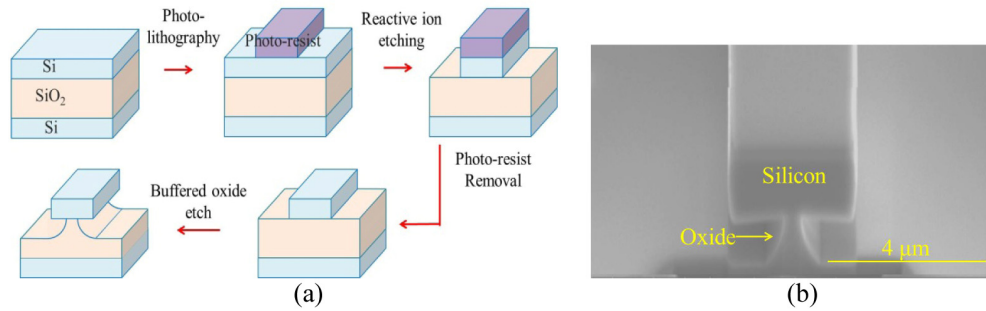 Photo-
lithography
Photo-resist
Reactive ion
etching
Si
SiO2
Si
Photo-resist
Removal
Buffered oxide
etch
(a)
Silicon
Oxide
4 μm
(b)